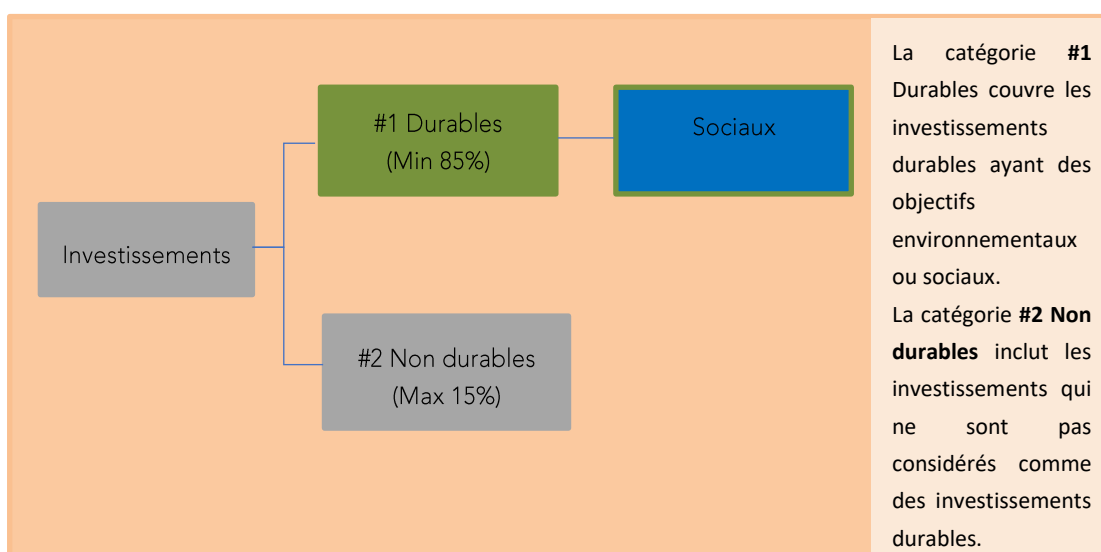 #1 Durables
(Min 85%)
Sociaux
Investissements
#2 Non durables
(Max 15%)
La catégorie #1
Durables couvre les
investissements
durables ayant des
objectifs
environnementaux
ou sociaux.
La catégorie #2 Non
durables inclut les
investissements qui
ne sont pas
considérés comme
des investissements
durables.